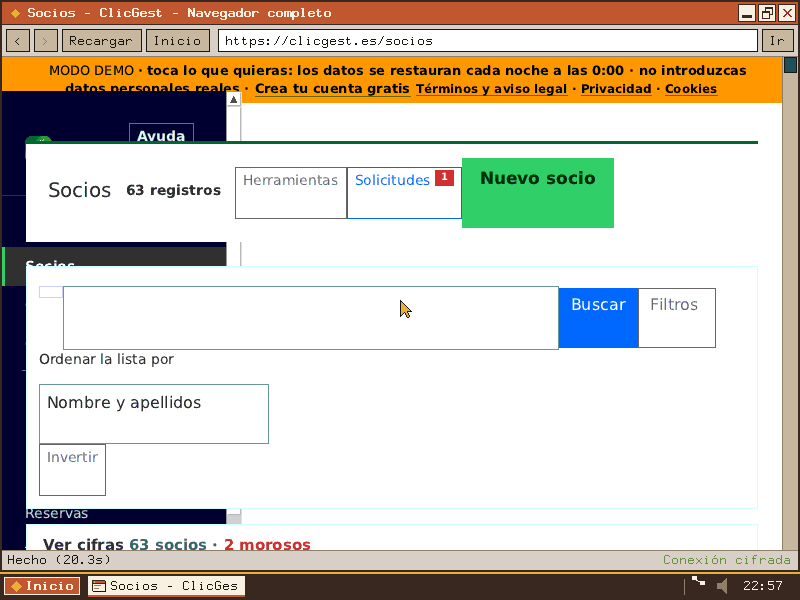 Socios - ClicGest - Navegador completo
Recargar
Inicio
https://clicgest.es/socios
Ir
MODO DEMO · toca lo que quieras: los datos se restauran cada noche a las 0:00 · no introduzcas
datos personales reales · Crea tu cuenta gratis Términos y aviso legal · Privacidad · Cookies
Ayuda
Socios
63 registros
Herramientas
Solicitudes 1
Nuevo socio
Socios
Buscar
Filtros
Ordenar la lista por
Nombre y apellidos
Invertir
Reservas
Ver cifras 63 socios · 2 morosos
Hecho (20.3s)
Conexión cifrada
Inicio
Socios - ClicGes
22:57